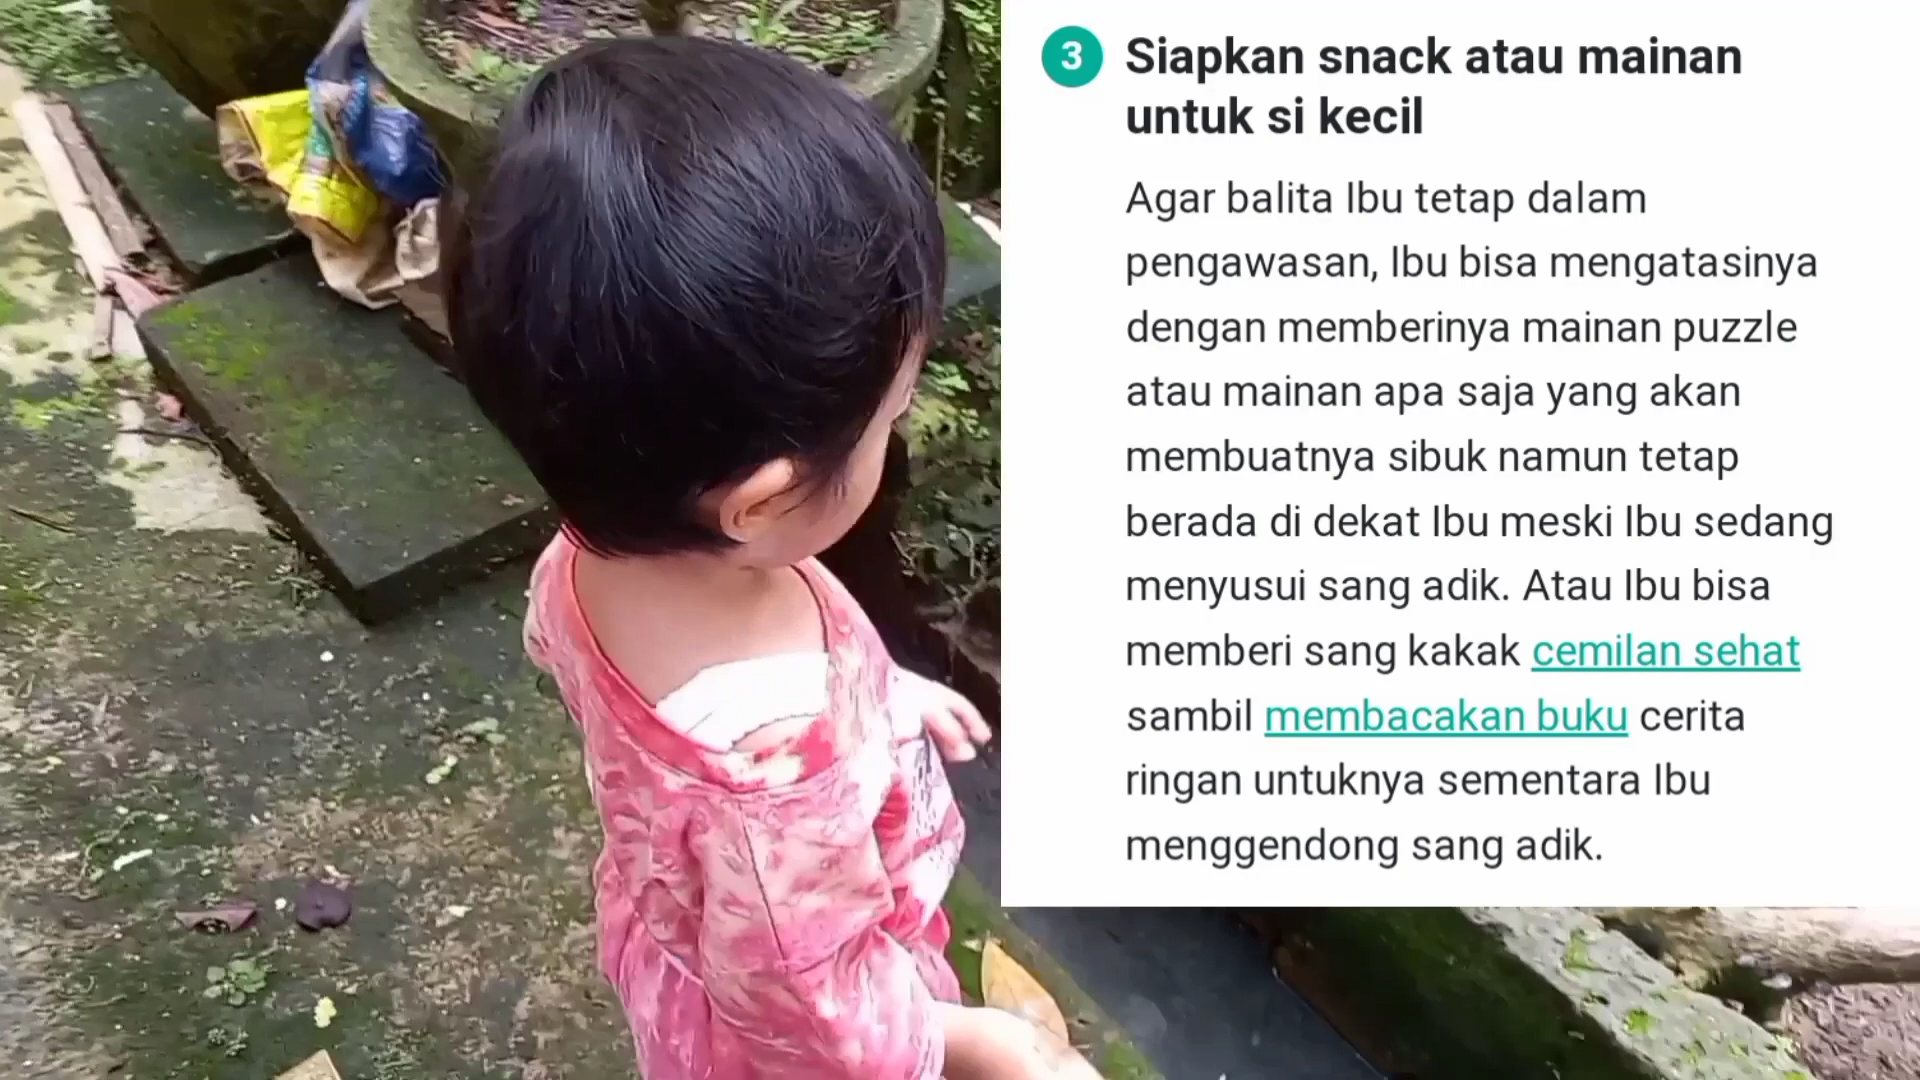 3 Siapkan snack atau mainan
untuk si kecil
Agar balita Ibu tetap dalam
pengawasan, Ibu bisa mengatasinya
dengan memberinya mainan puzzle
atau mainan apa saja yang akan
membuatnya sibuk namun tetap
berada di dekat Ibu meski Ibu sedang
menyusui sang adik. Atau Ibu bisa
memberi sang kakak cemilan sehat
sambil membacakan buku cerita
ringan untuknya sementara Ibu
menggendong sang adik.